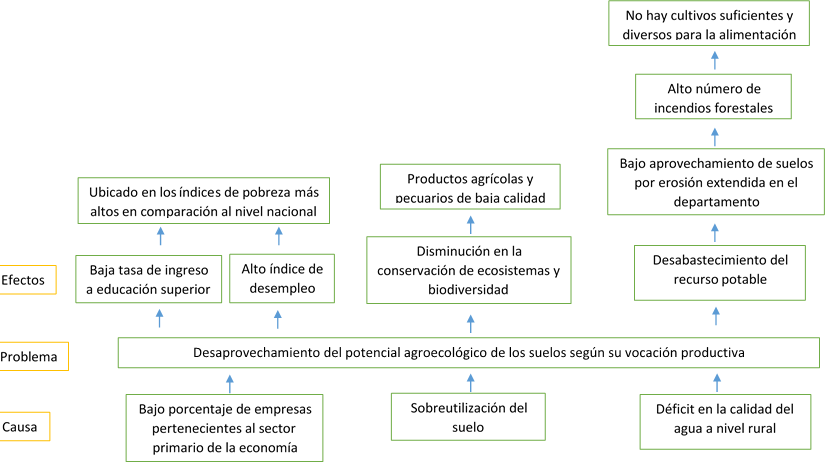 No hay cultivos suficientes y
diversos para la alimentación
Alto número de
incendios forestales
Bajo aprovechamiento de suelos
por erosión extendida en el
departamento
Productos agrícolas y
pecuarios de baja calidad
Ubicado en los índices de pobreza más
altos en comparación al nivel nacional
Efectos
Baja tasa de ingreso
a educación superior
Alto índice de
desempleo
Disminución en la
conservación de ecosistemas y
biodiversidad
Desabastecimiento del
recurso potable
Problema
Desaprovechamiento del potencial agroecológico de los suelos según su vocación productiva
Causa
Bajo porcentaje de empresas
pertenecientes al sector
primario de la economía
Sobreutilización del
suelo
Déficit en la calidad del
agua a nivel rural